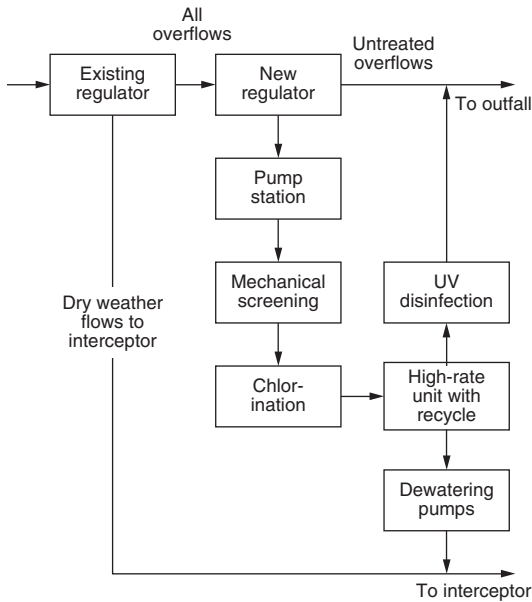 All
overflows
Untreated
overflows
Existing
regulator
New
regulator
To outfall
Pump
station
Mechanical
screening
UV
disinfection
Dry weather
flows to
interceptor
Chlor-
ination
High-rate
unit with
recycle
Dewatering
pumps
To interceptor